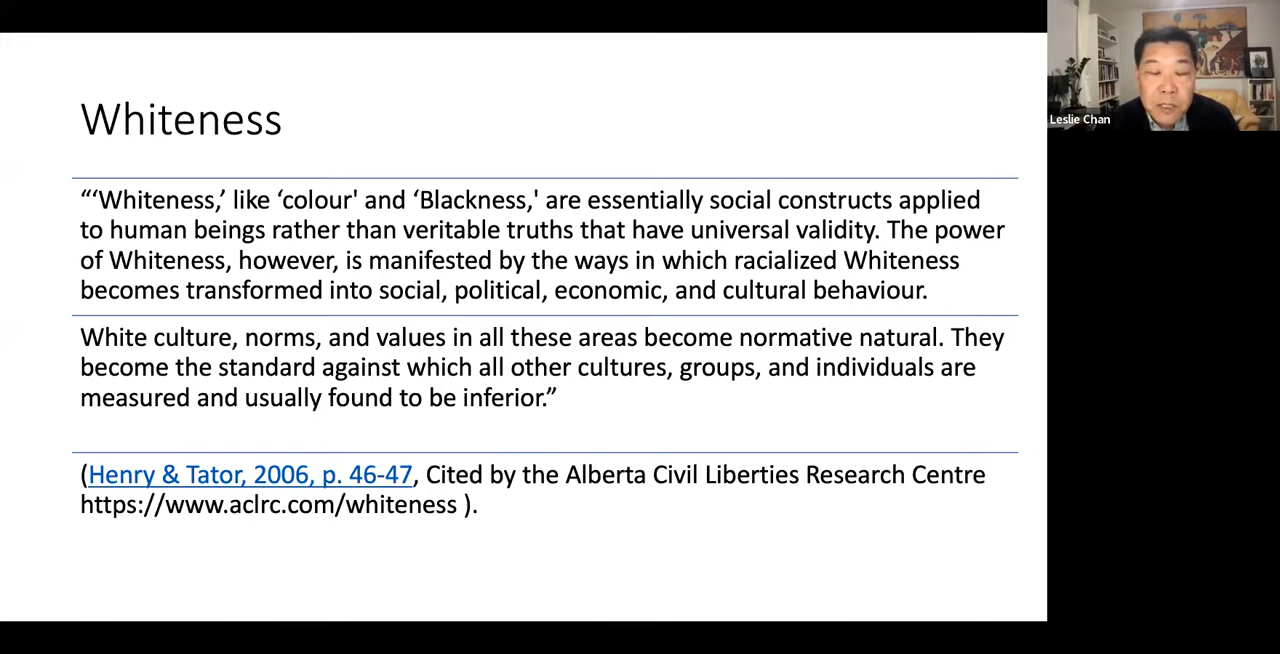 Whiteness
“‘Whiteness,’ like ‘colour' and ‘Blackness,' are essentially social constructs applied
to human beings rather than veritable truths that have universal validity. The power
of Whiteness, however, is manifested by the ways in which racialized Whiteness
becomes transformed into social, political, economic, and cultural behaviour.
White culture, norms, and values in all these areas become normative natural. They
become the standard against which all other cultures, groups, and individuals are
measured and usually found to be inferior.”
(Henry & Tator, 2006, p. 46-47, Cited by the Alberta Civil Liberties Research Centre
https://www.aclrc.com/whiteness ).
Leslie Chan